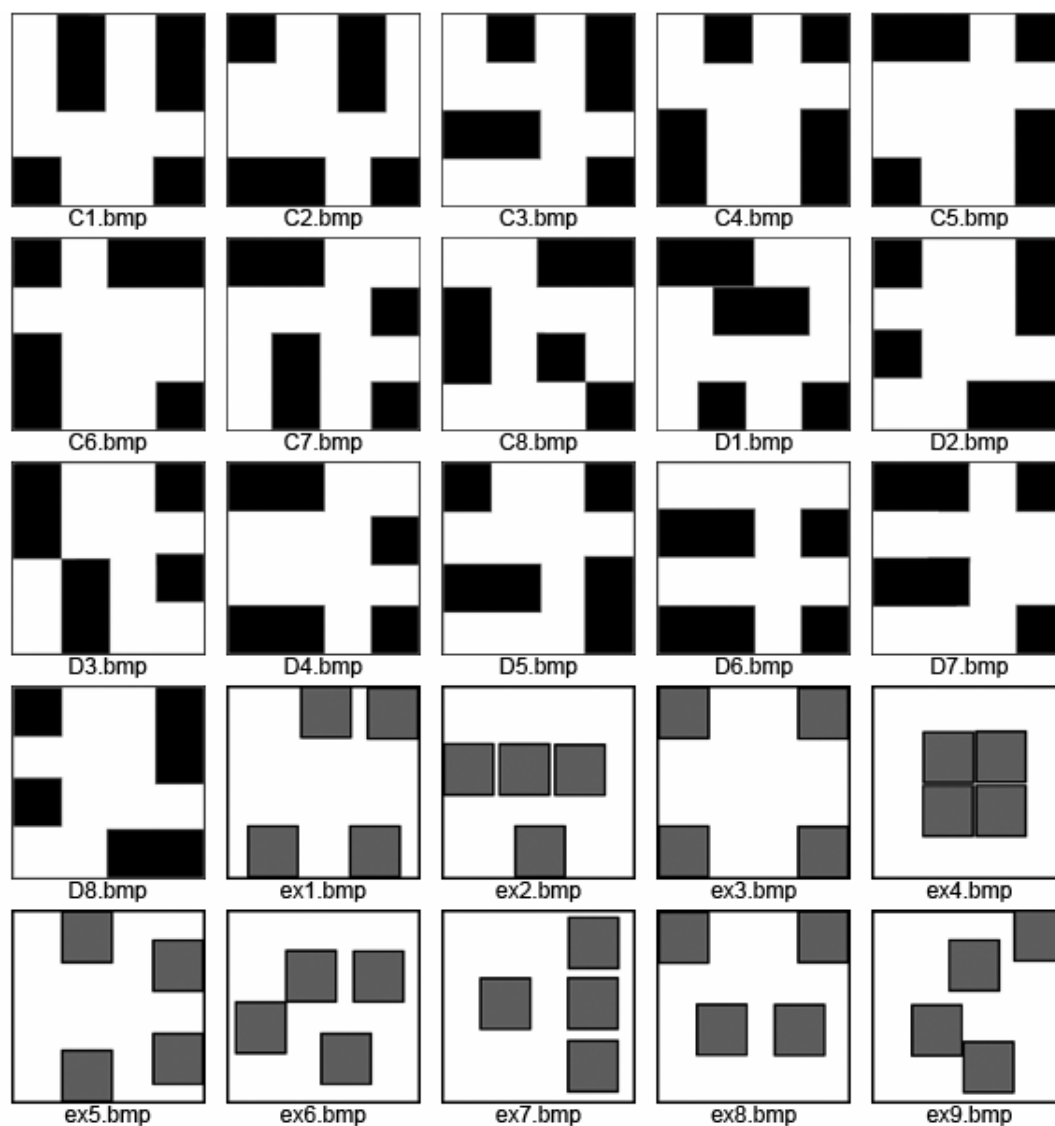 C1.bmp C2.bmp C3.bmp C4.bmp C5.bmp
C6.bmp C7.bmp C8.bmp D1.bmp D2.bmp
D3.bmp D4.bmp D5.bmp D6.bmp D7.bmp
D8.bmp ex1.bmp ex2.bmp ex3.bmp ex4.bmp
ex5.bmp ex6.bmp ex7.bmp ex8.bmp ex9.bmp